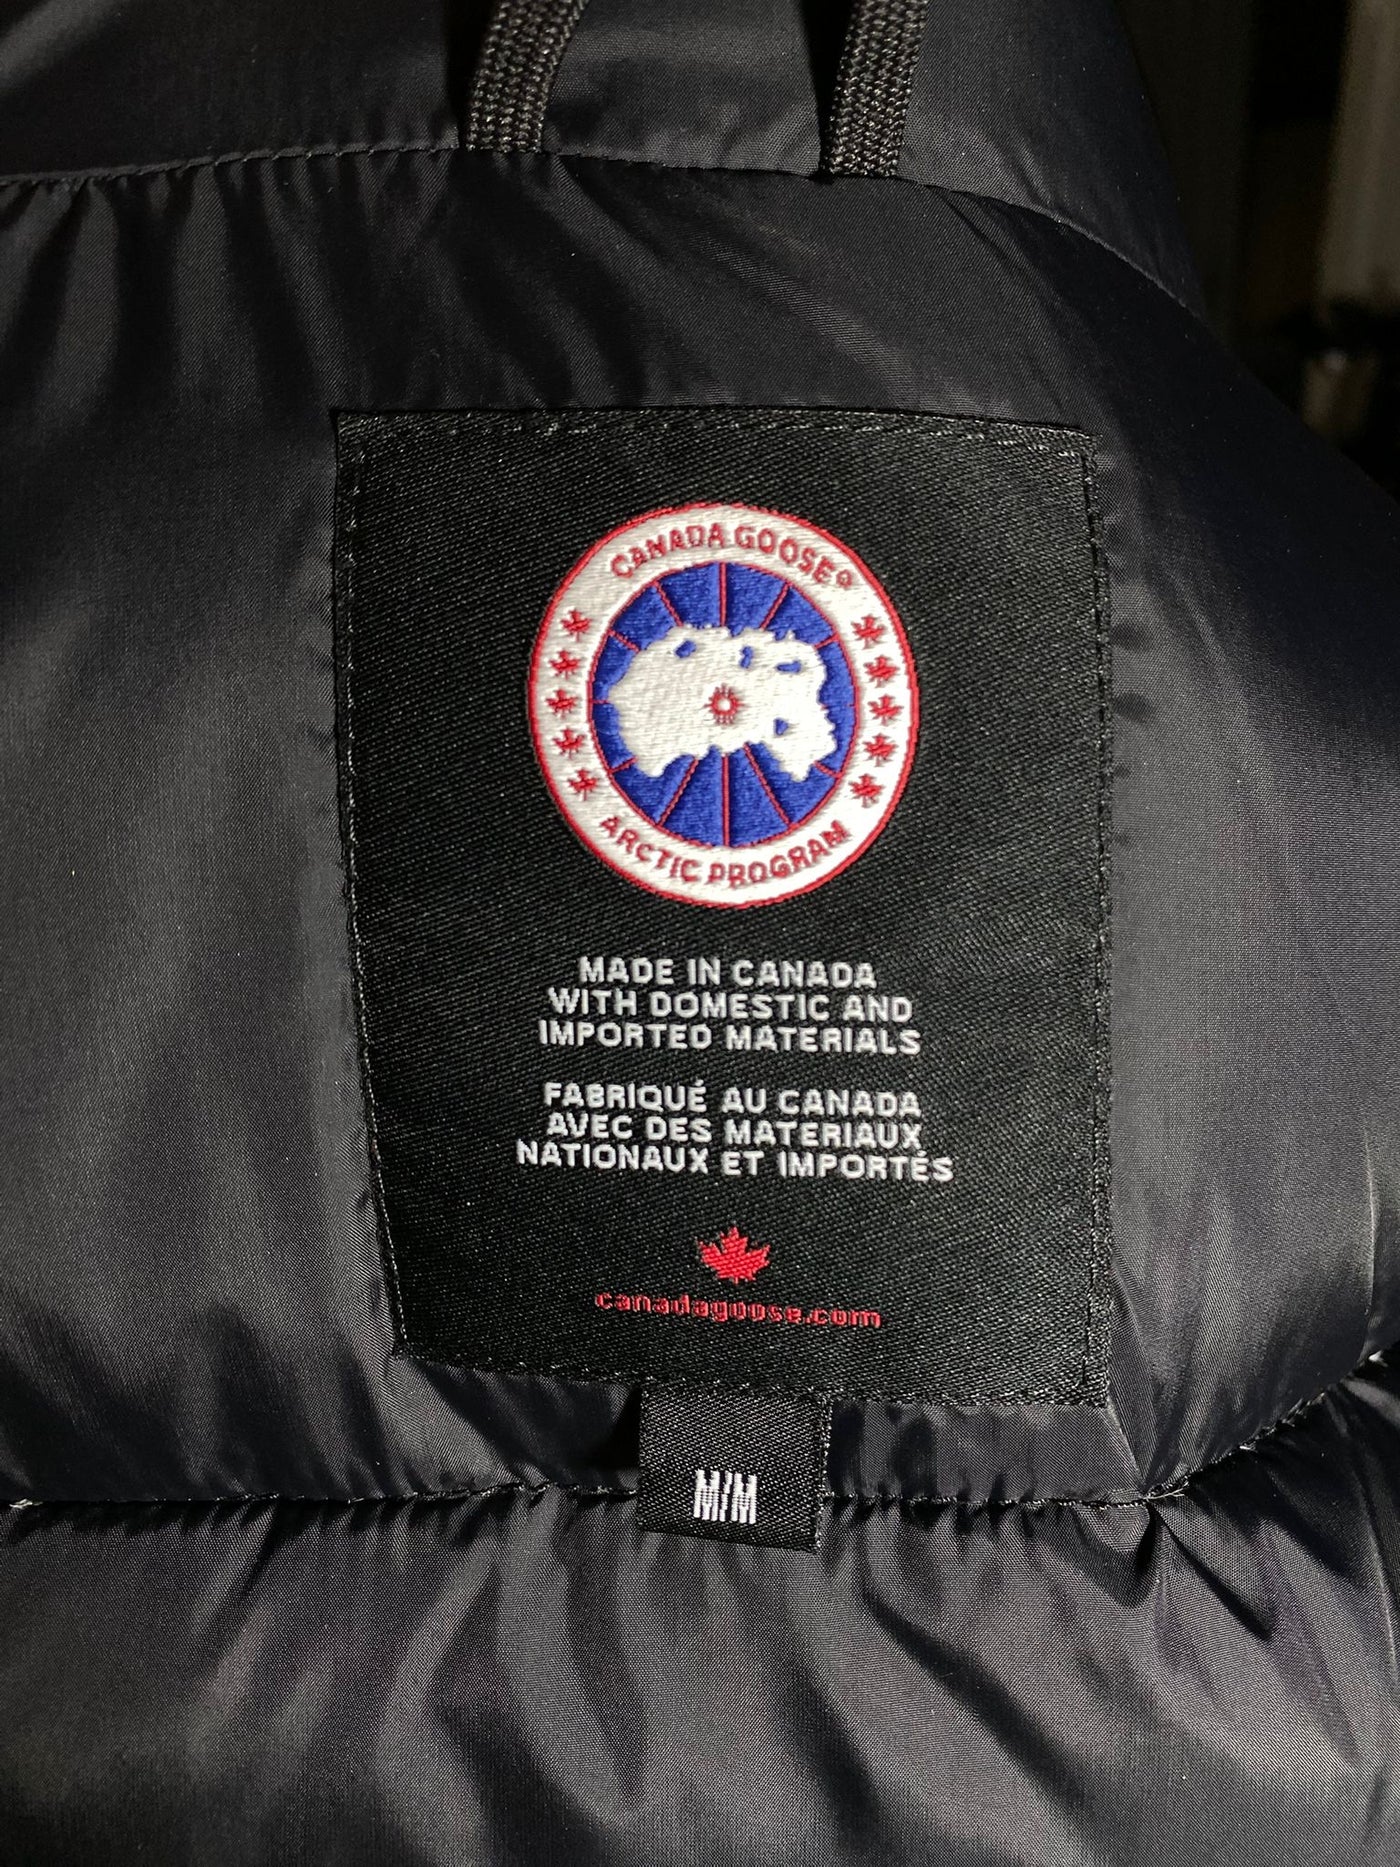 CANADA GOOSE®
ARCTIC PROGRAM
MADE IN CANADA
WITH DOMESTIC AND
IMPORTED MATERIALS
FABRIQUÉ AU CANADA
AVEC DES MATERIAUX
NATIONAUX ET IMPORTÉS
canadagoose.com
M/M